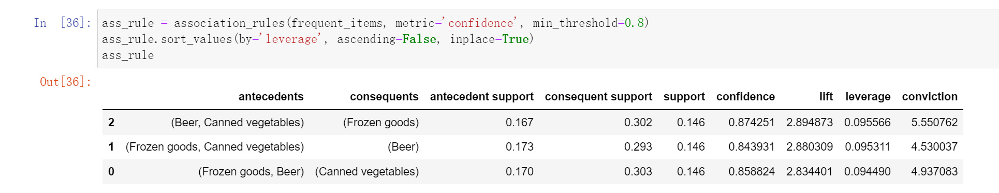 In [36]: ass_rule = association_rules(frequent_items, metric='confidence', min_threshold=0.8)
ass_rule.sort_values(by='leverage', ascending=False, inplace=True)
ass_rule
Out[36]:
antecedents consequents antecedent support consequent support support confidence lift leverage conviction
2 (Beer, Canned vegetables) (Frozen goods) 0.167 0.302 0.146 0.874251 2.894873 0.095566 5.550762
1 (Frozen goods, Canned vegetables) (Beer) 0.173 0.293 0.146 0.843931 2.880309 0.095311 4.530037
0 (Frozen goods, Beer) (Canned vegetables) 0.170 0.303 0.146 0.858824 2.834401 0.094490 4.937083